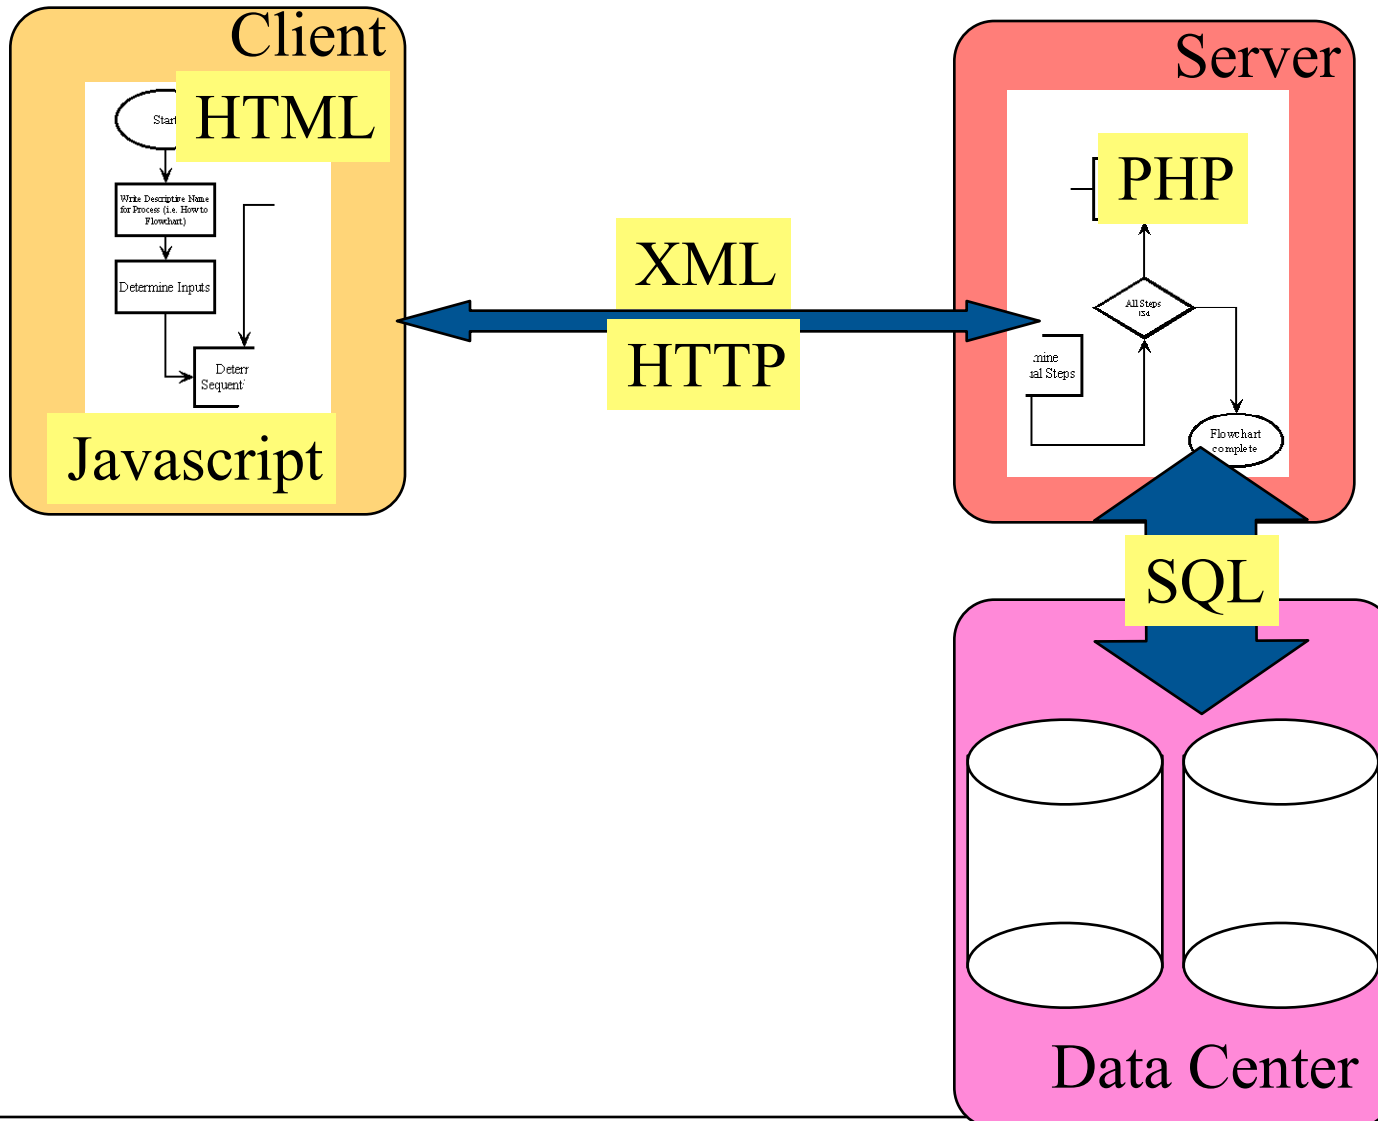 Client
HTML
Start
Write Descriptive Name
for Process (i.e. How to
Flowchart)
Determine Inputs
Javascript
XML
HTTP
Server
PHP
All Steps
Steps
Flowchart
complete
SQL
Data Center